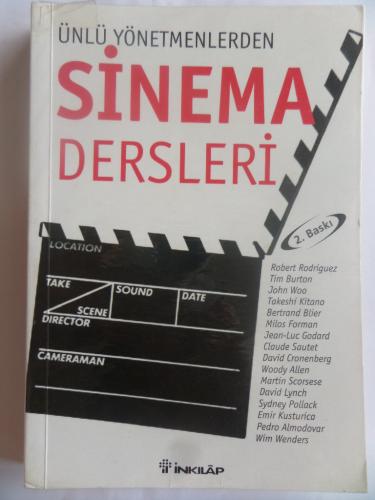 ÜNLÜ YÖNETMENLERDEN
SİNEMA
DERSLERİ
2. Baskı
LOCATION
TAKE
SOUND
DATE
SCENE
DIRECTOR
CAMERAMAN
Robert Rodriguez
Tim Burton
John Woo
Takeshi Kitano
Bertrand Blier
Milos Forman
Jean-Luc Godard
Claude Sautet
David Cronenberg
Woody Allen
Martin Scorsese
David Lynch
Sydney Pollack
Emir Kusturica
Pedro Almodovar
Wim Wenders
İNKILÂP